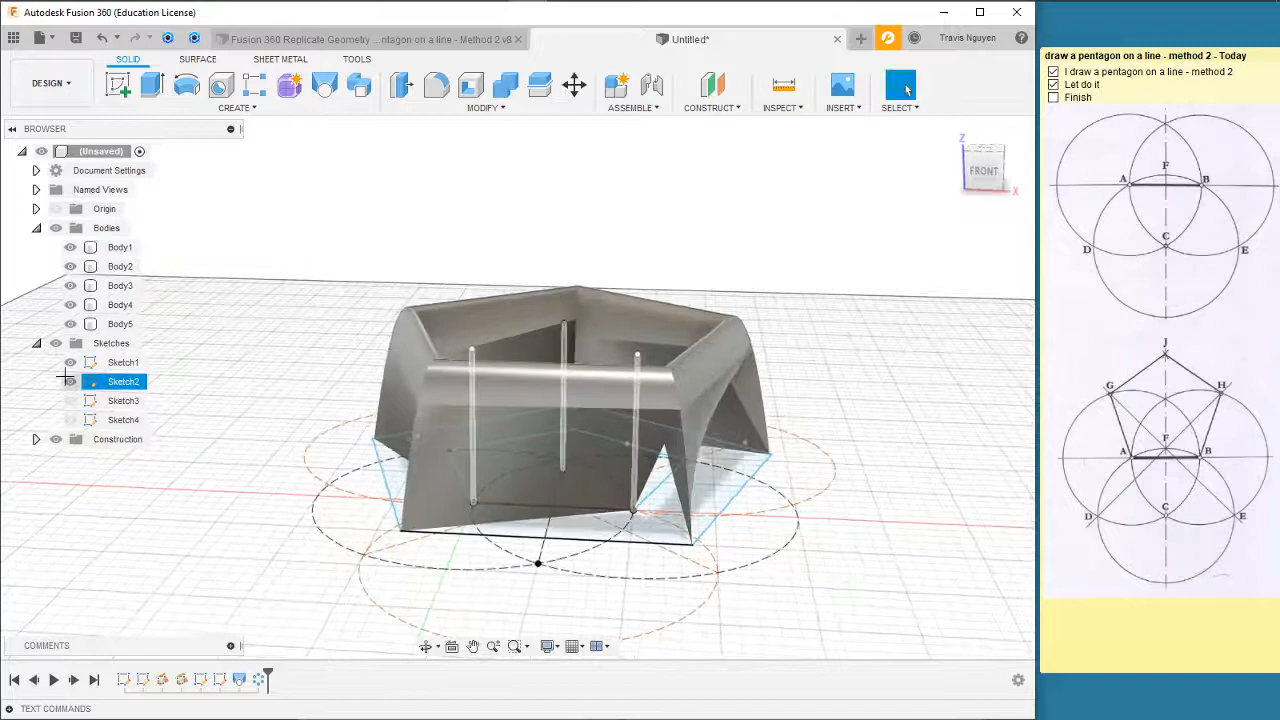 Autodesk Fusion 360 (Education License)
Fusion 360 Replicate Geometry ...ntagon on a line - Method 2 v8
Untitled*
Travis Nguyen
SOLID SURFACE SHEET METAL TOOLS
DESIGN
CREATE MODIFY ASSEMBLE CONSTRUCT INSPECT INSERT SELECT
BROWSER
(Unsaved)
Document Settings
Named Views
Origin
Bodies
Body1
Body2
Body3
Body4
Body5
Sketches
Sketch1
Sketch2
Sketch3
Sketch4
Construction
Z
FRONT
X
COMMENTS
TEXT COMMANDS
draw a pentagon on a line - method 2 - Today
I draw a pentagon on a line - method 2
Let do it
Finish
F
A B
C
D E
J
G H
F
A B
C
D E